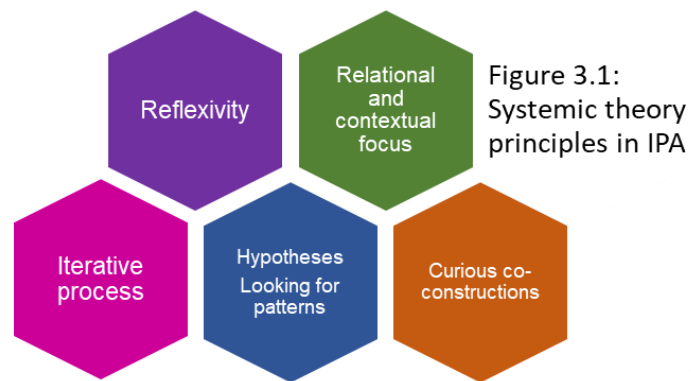 Reflexivity
Relational
and
contextual
focus
Figure 3.1:
Systemic theory
principles in IPA
Iterative
process
Hypotheses
Looking for
patterns
Curious co-
constructions